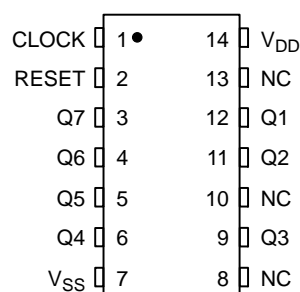 CLOCK 1 14 VDD
RESET 2 13 NC
Q7 3 12 Q1
Q6 4 11 Q2
Q5 5 10 NC
Q4 6 9 Q3
VSS 7 8 NC